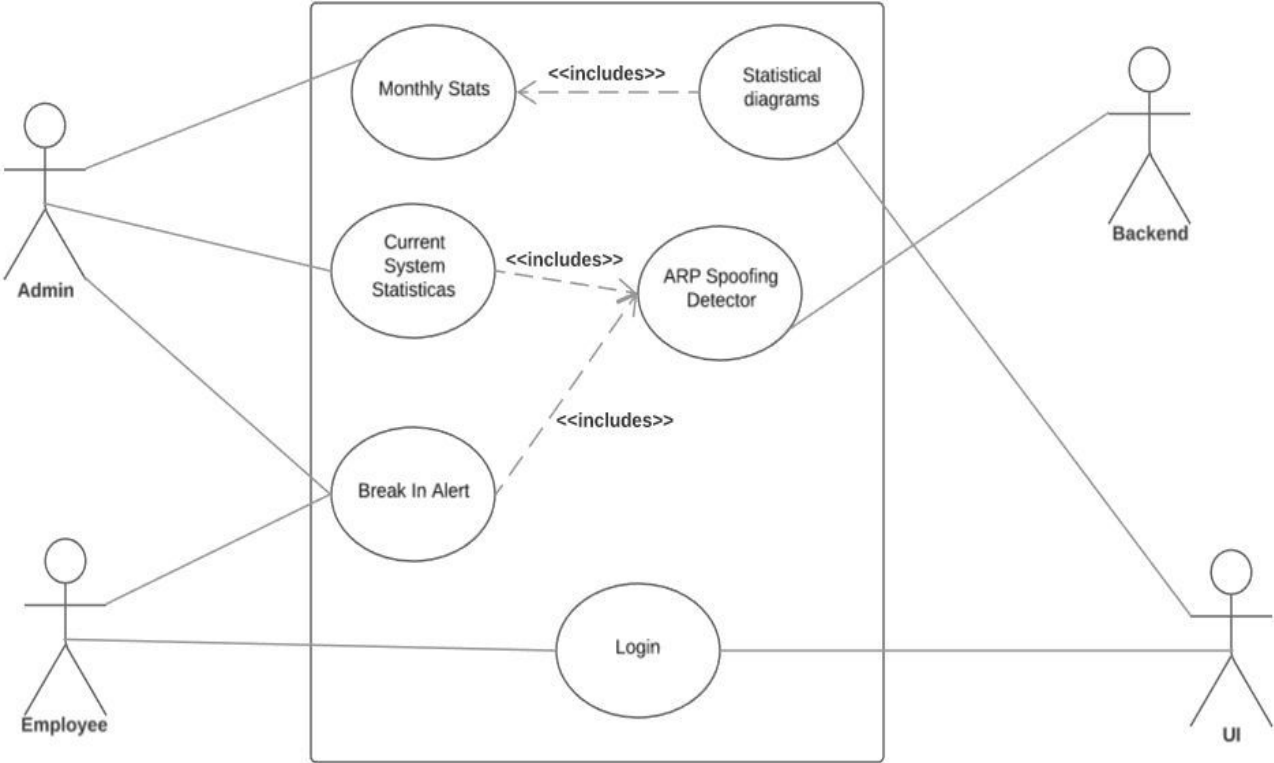 Monthly Stats
<<includes>>
Statistical
diagrams
Backend
Admin
Current
System
Statisticas
<<includes>>
ARP Spoofing
Detector
<<includes>>
Break In Alert
Login
Employee
UI